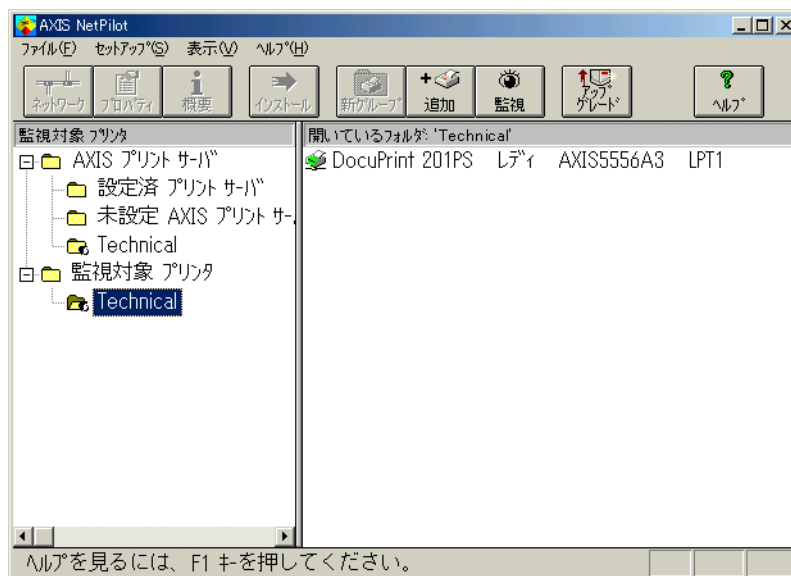 AXIS NetPilot
ファイル(F) セットアップ(S) 表示(V) ヘルプ(H)
ネットワーク プロパティ 概要 インストール 新グループ 追加 監視 アップグレード ヘルプ
監視対象 プリンタ
開いているフォルダ: 'Technical'
AXIS プリント サーバ
設定済 プリント サーバ
未設定 AXIS プリント サー
Technical
監視対象 プリンタ
Technical
DocuPrint 201PS レディ AXIS5556A3 LPT1
ヘルプを見るには、F1 キーを押してください。